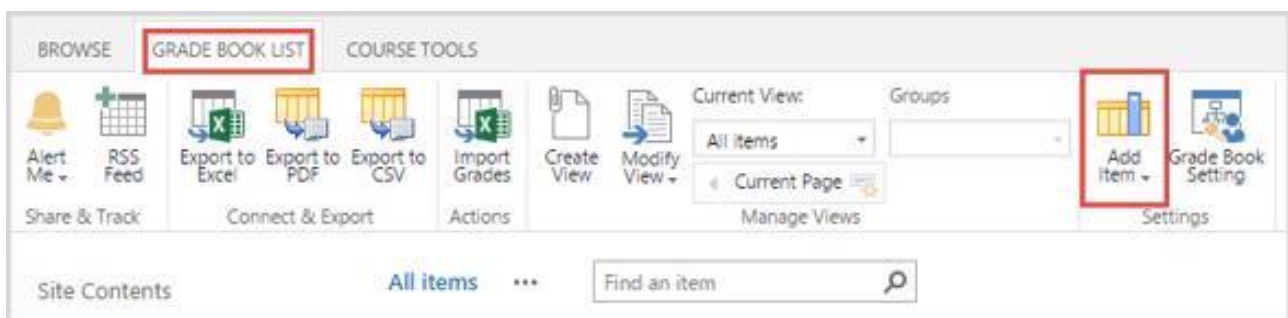 BROWSE GRADE BOOK LIST COURSE TOOLS
Alert Me
RSS Feed
Export to Excel
Export to PDF
Export to CSV
Import Grades
Create View
Modify View
Current View:
All items
Current Page
Groups
Add Item
Grade Book Setting
Share & Track Connect & Export Actions Manage Views Settings
Site Contents All items ••• Find an item